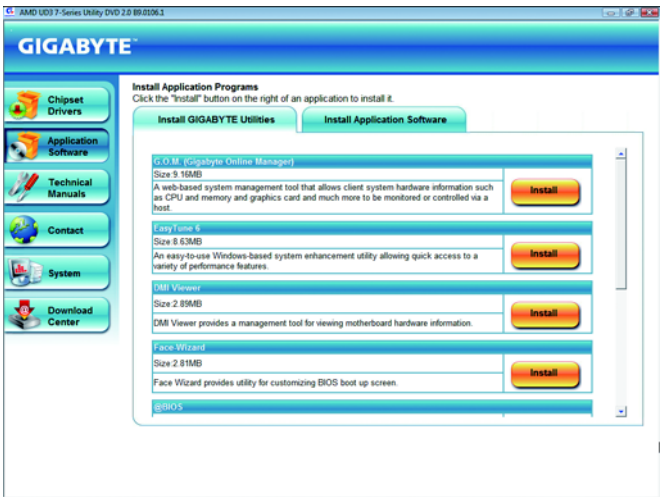 AMD UD3 7-Series Utility DVD 2.0 B9.0106.1
GIGABYTE™
Chipset
Drivers
Application
Software
Technical
Manuals
Contact
System
Download
Center
Install Application Programs
Click the "Install" button on the right of an application to install it.
Install GIGABYTE Utilities
Install Application Software
G.O.M. (Gigabyte Online Manager)
Size:9.16MB
A web-based system management tool that allows client system hardware information such
as CPU and memory and graphics card and much more to be monitored or controlled via a
host.
Install
EasyTune 6
Size:8.63MB
An easy-to-use Windows-based system enhancement utility allowing quick access to a
variety of performance features.
Install
DMI Viewer
Size:2.89MB
DMI Viewer provides a management tool for viewing motherboard hardware information.
Install
Face-Wizard
Size:2.81MB
Face Wizard provides utility for customizing BIOS boot up screen.
Install
@BIOS